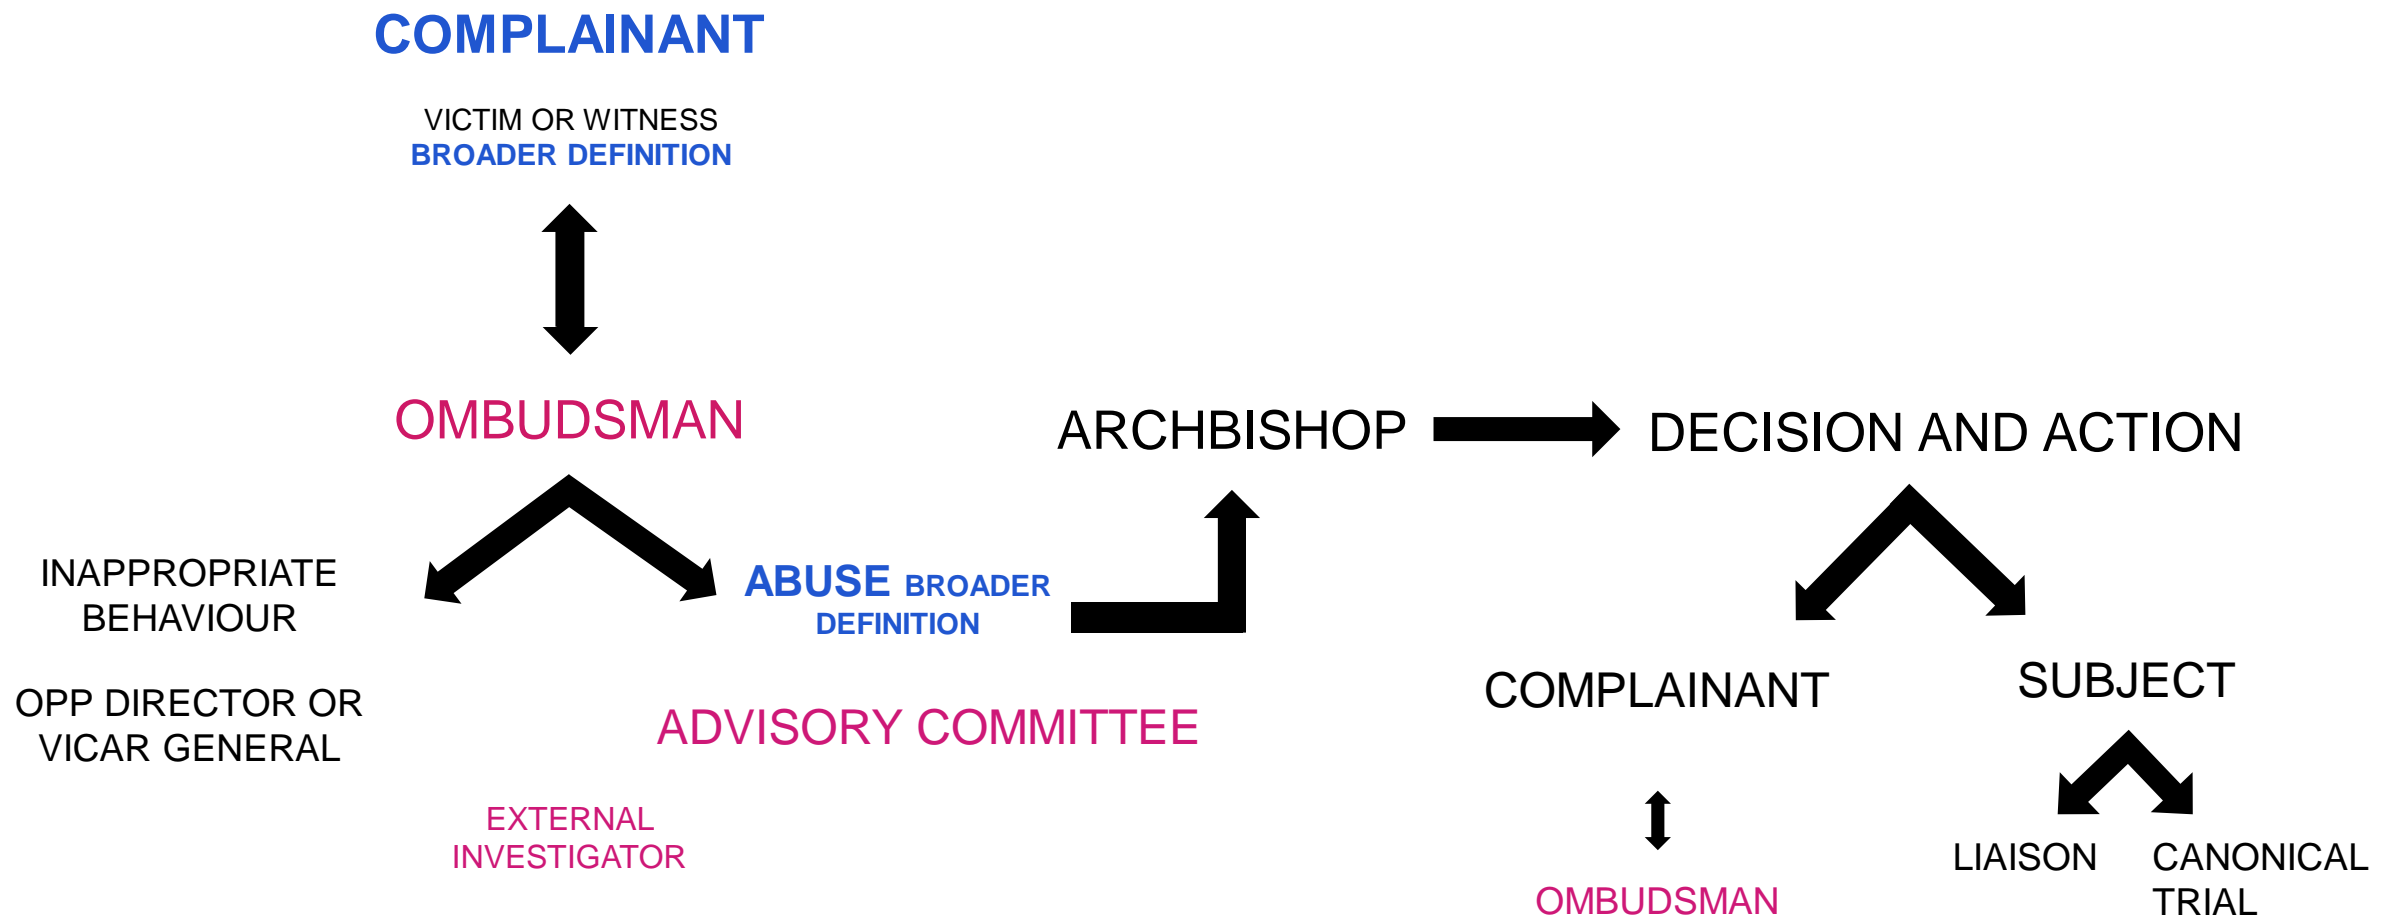 COMPLAINANT
VICTIM OR WITNESS
BROADER DEFINITION
OMBUDSMAN
INAPPROPRIATE
BEHAVIOUR
OPP DIRECTOR OR
VICAR GENERAL
ABUSE BROADER
DEFINITION
ADVISORY COMMITTEE
EXTERNAL
INVESTIGATOR
ARCHBISHOP
DECISION AND ACTION
COMPLAINANT
OMBUDSMAN
SUBJECT
LIAISON
CANONICAL
TRIAL